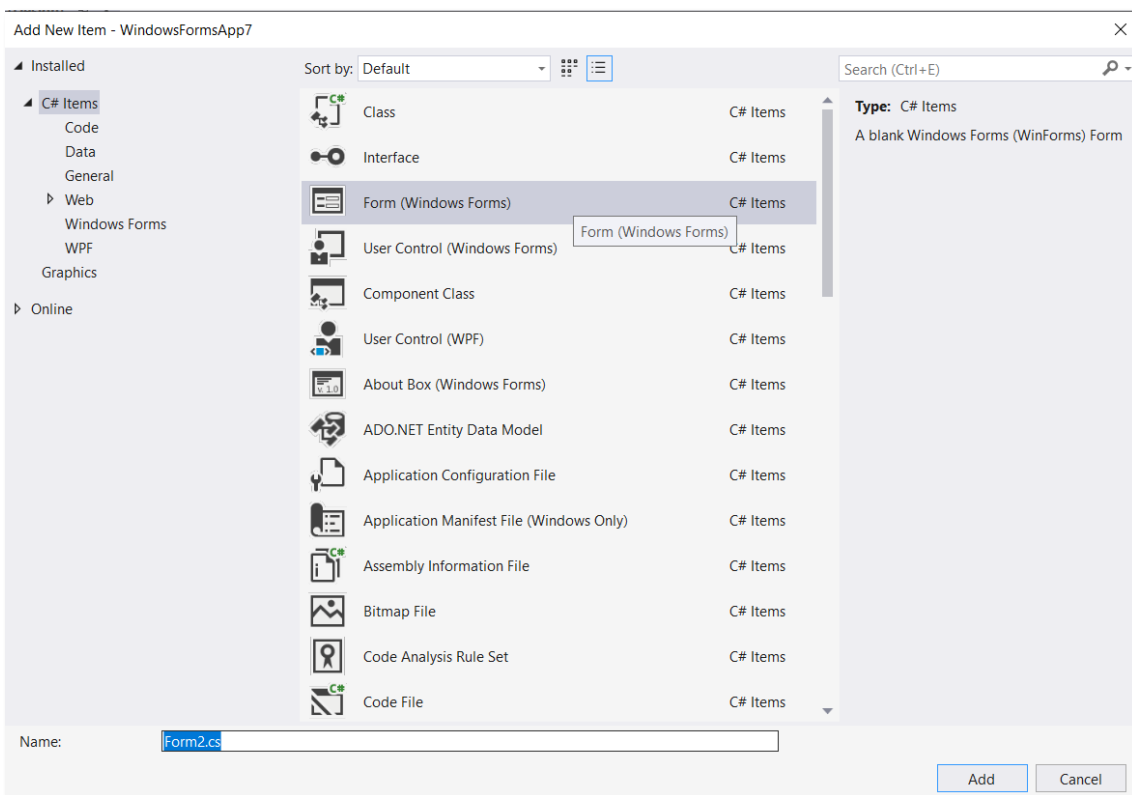 Add New Item - WindowsFormsApp7
Installed
C# Items
Code
Data
General
Web
Windows Forms
WPF
Graphics
Online
Sort by: Default
Search (Ctrl+E)
Class C# Items
Interface C# Items
Form (Windows Forms) C# Items
Form (Windows Forms)
User Control (Windows Forms) C# Items
Component Class C# Items
User Control (WPF) C# Items
About Box (Windows Forms) C# Items
v. 1.0
ADO.NET Entity Data Model C# Items
Application Configuration File C# Items
Application Manifest File (Windows Only) C# Items
Assembly Information File C# Items
Bitmap File C# Items
Code Analysis Rule Set C# Items
Code File C# Items
Type: C# Items
A blank Windows Forms (WinForms) Form
Name: Form2.cs
Add Cancel